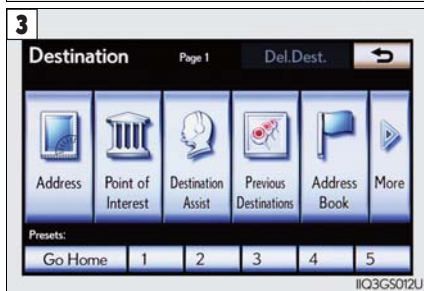 3
Destination Page 1 Del.Dest.
Address Point of Interest Destination Assist Previous Destinations Address Book More
Presets:
Go Home 1 2 3 4 5
IIQ3GS012U